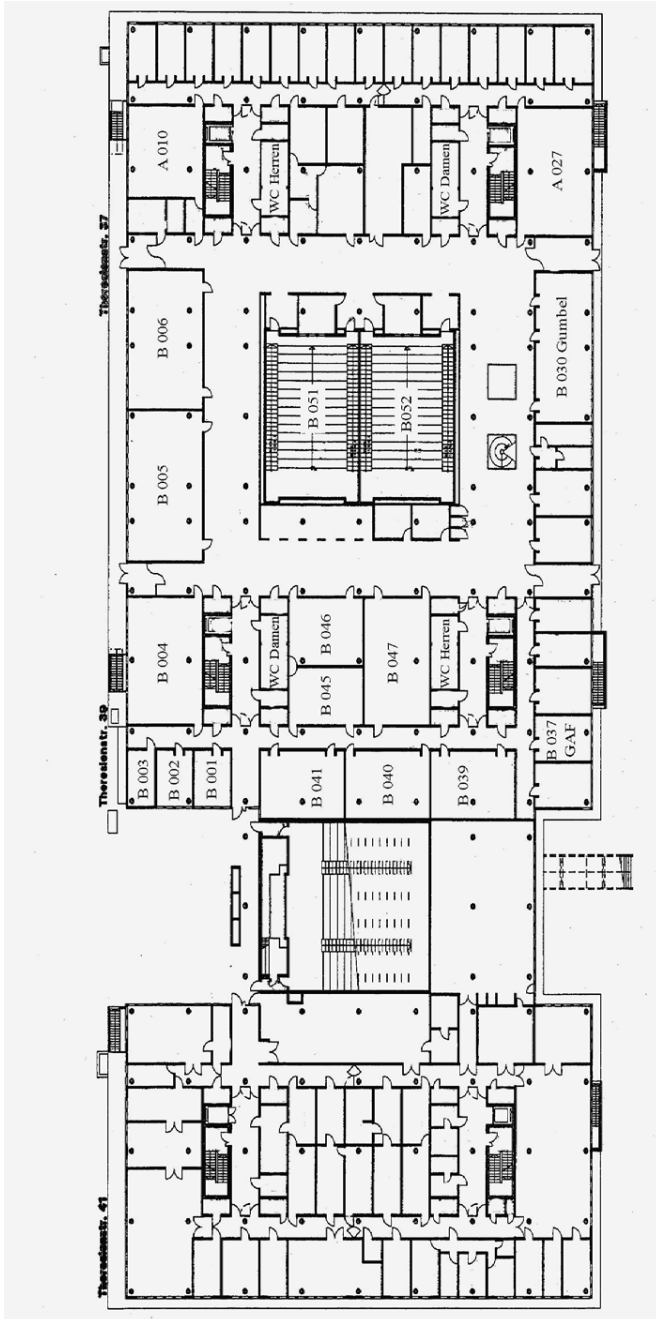 Theresienstr. 37
A 010
WC Herren
WC Damen
A 027
B 006
B 051
B052
B 030 Gumbel
B 005
Theresienstr. 39
B 004
WC Damen
B 046
B 045
B 047
WC Herren
B 037
GAF
B 003
B 002
B 001
B 041
B 040
B 039
Theresienstr. 41